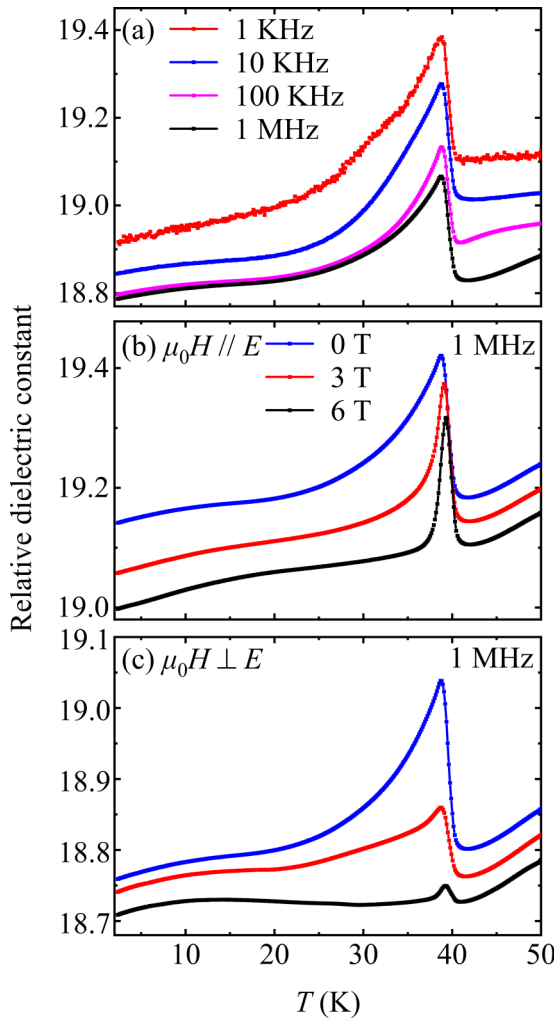 (a)
1 KHz
10 KHz
100 KHz
1 MHz
19.4
19.2
19.0
18.8
(b) μ₀H // E
0 T
3 T
6 T
1 MHz
19.4
19.2
19.0
Relative dielectric constant
(c) μ₀H ⊥ E
1 MHz
19.1
19.0
18.9
18.8
18.7
10 20 30 40 50
T (K)